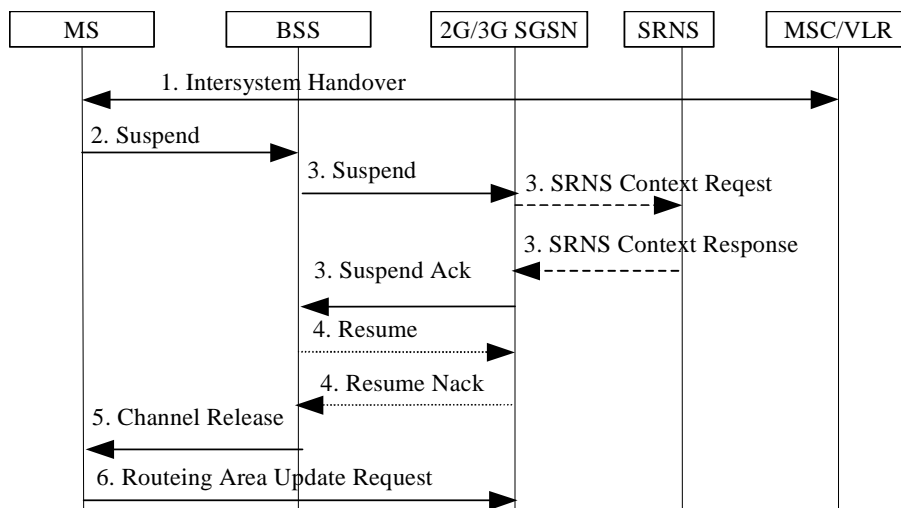 MS
BSS
2G/3G SGSN
SRNS
MSC/VLR
1. Intersystem Handover
2. Suspend
3. Suspend
3. SRNS Context Reqest
3. SRNS Context Response
3. Suspend Ack
4. Resume
4. Resume Nack
5. Channel Release
6. Routeing Area Update Request